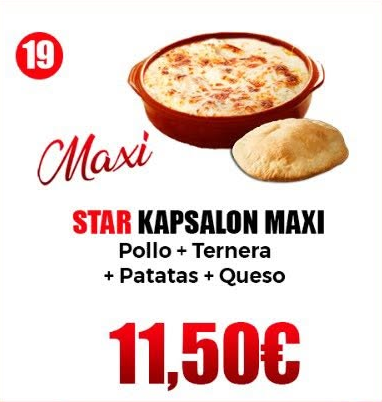 19
Maxi
STAR KAPSALON MAXI
Pollo + Ternera
+ Patatas + Queso
11,50€